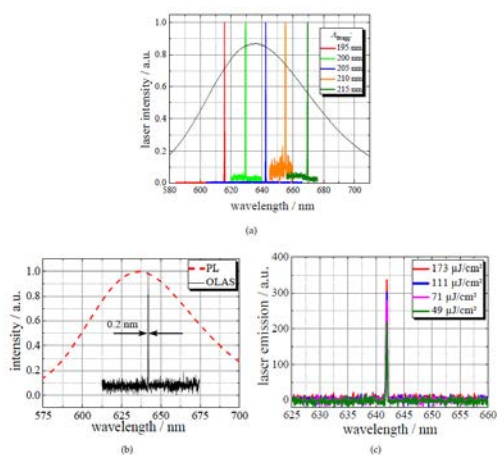 1.0
0.8
0.6
0.4
0.2
0.0
laser intensity / a.u.
195 nm
200 nm
205 nm
210 nm
215 nm
580 600 620 640 660 680 700
wavelength / nm
(a)
1.0
0.8
0.6
0.4
0.2
0.0
intensity / a.u.
PL
OLAS
0.2 nm
575 600 625 650 675 700
wavelength / nm
(b)
400
300
200
100
0
laser emission / a.u.
173 µJ/cm²
111 µJ/cm²
71 µJ/cm²
49 µJ/cm²
625 630 635 640 645 650 655 660
wavelength / nm
(c)